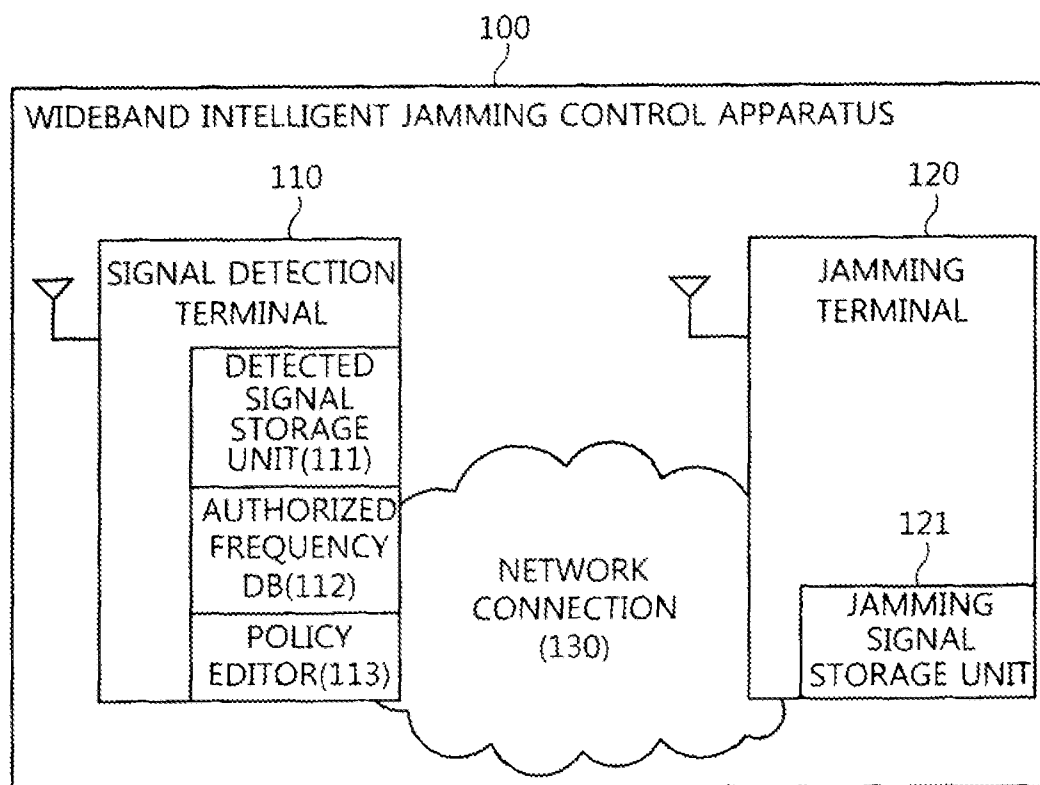 100
WIDEBAND INTELLIGENT JAMMING CONTROL APPARATUS
110
SIGNAL DETECTION
TERMINAL
DETECTED
SIGNAL
STORAGE
UNIT(111)
AUTHORIZED
FREQUENCY
DB(112)
POLICY
EDITOR(113)
NETWORK
CONNECTION
(130)
120
JAMMING
TERMINAL
121
JAMMING
SIGNAL
STORAGE UNIT